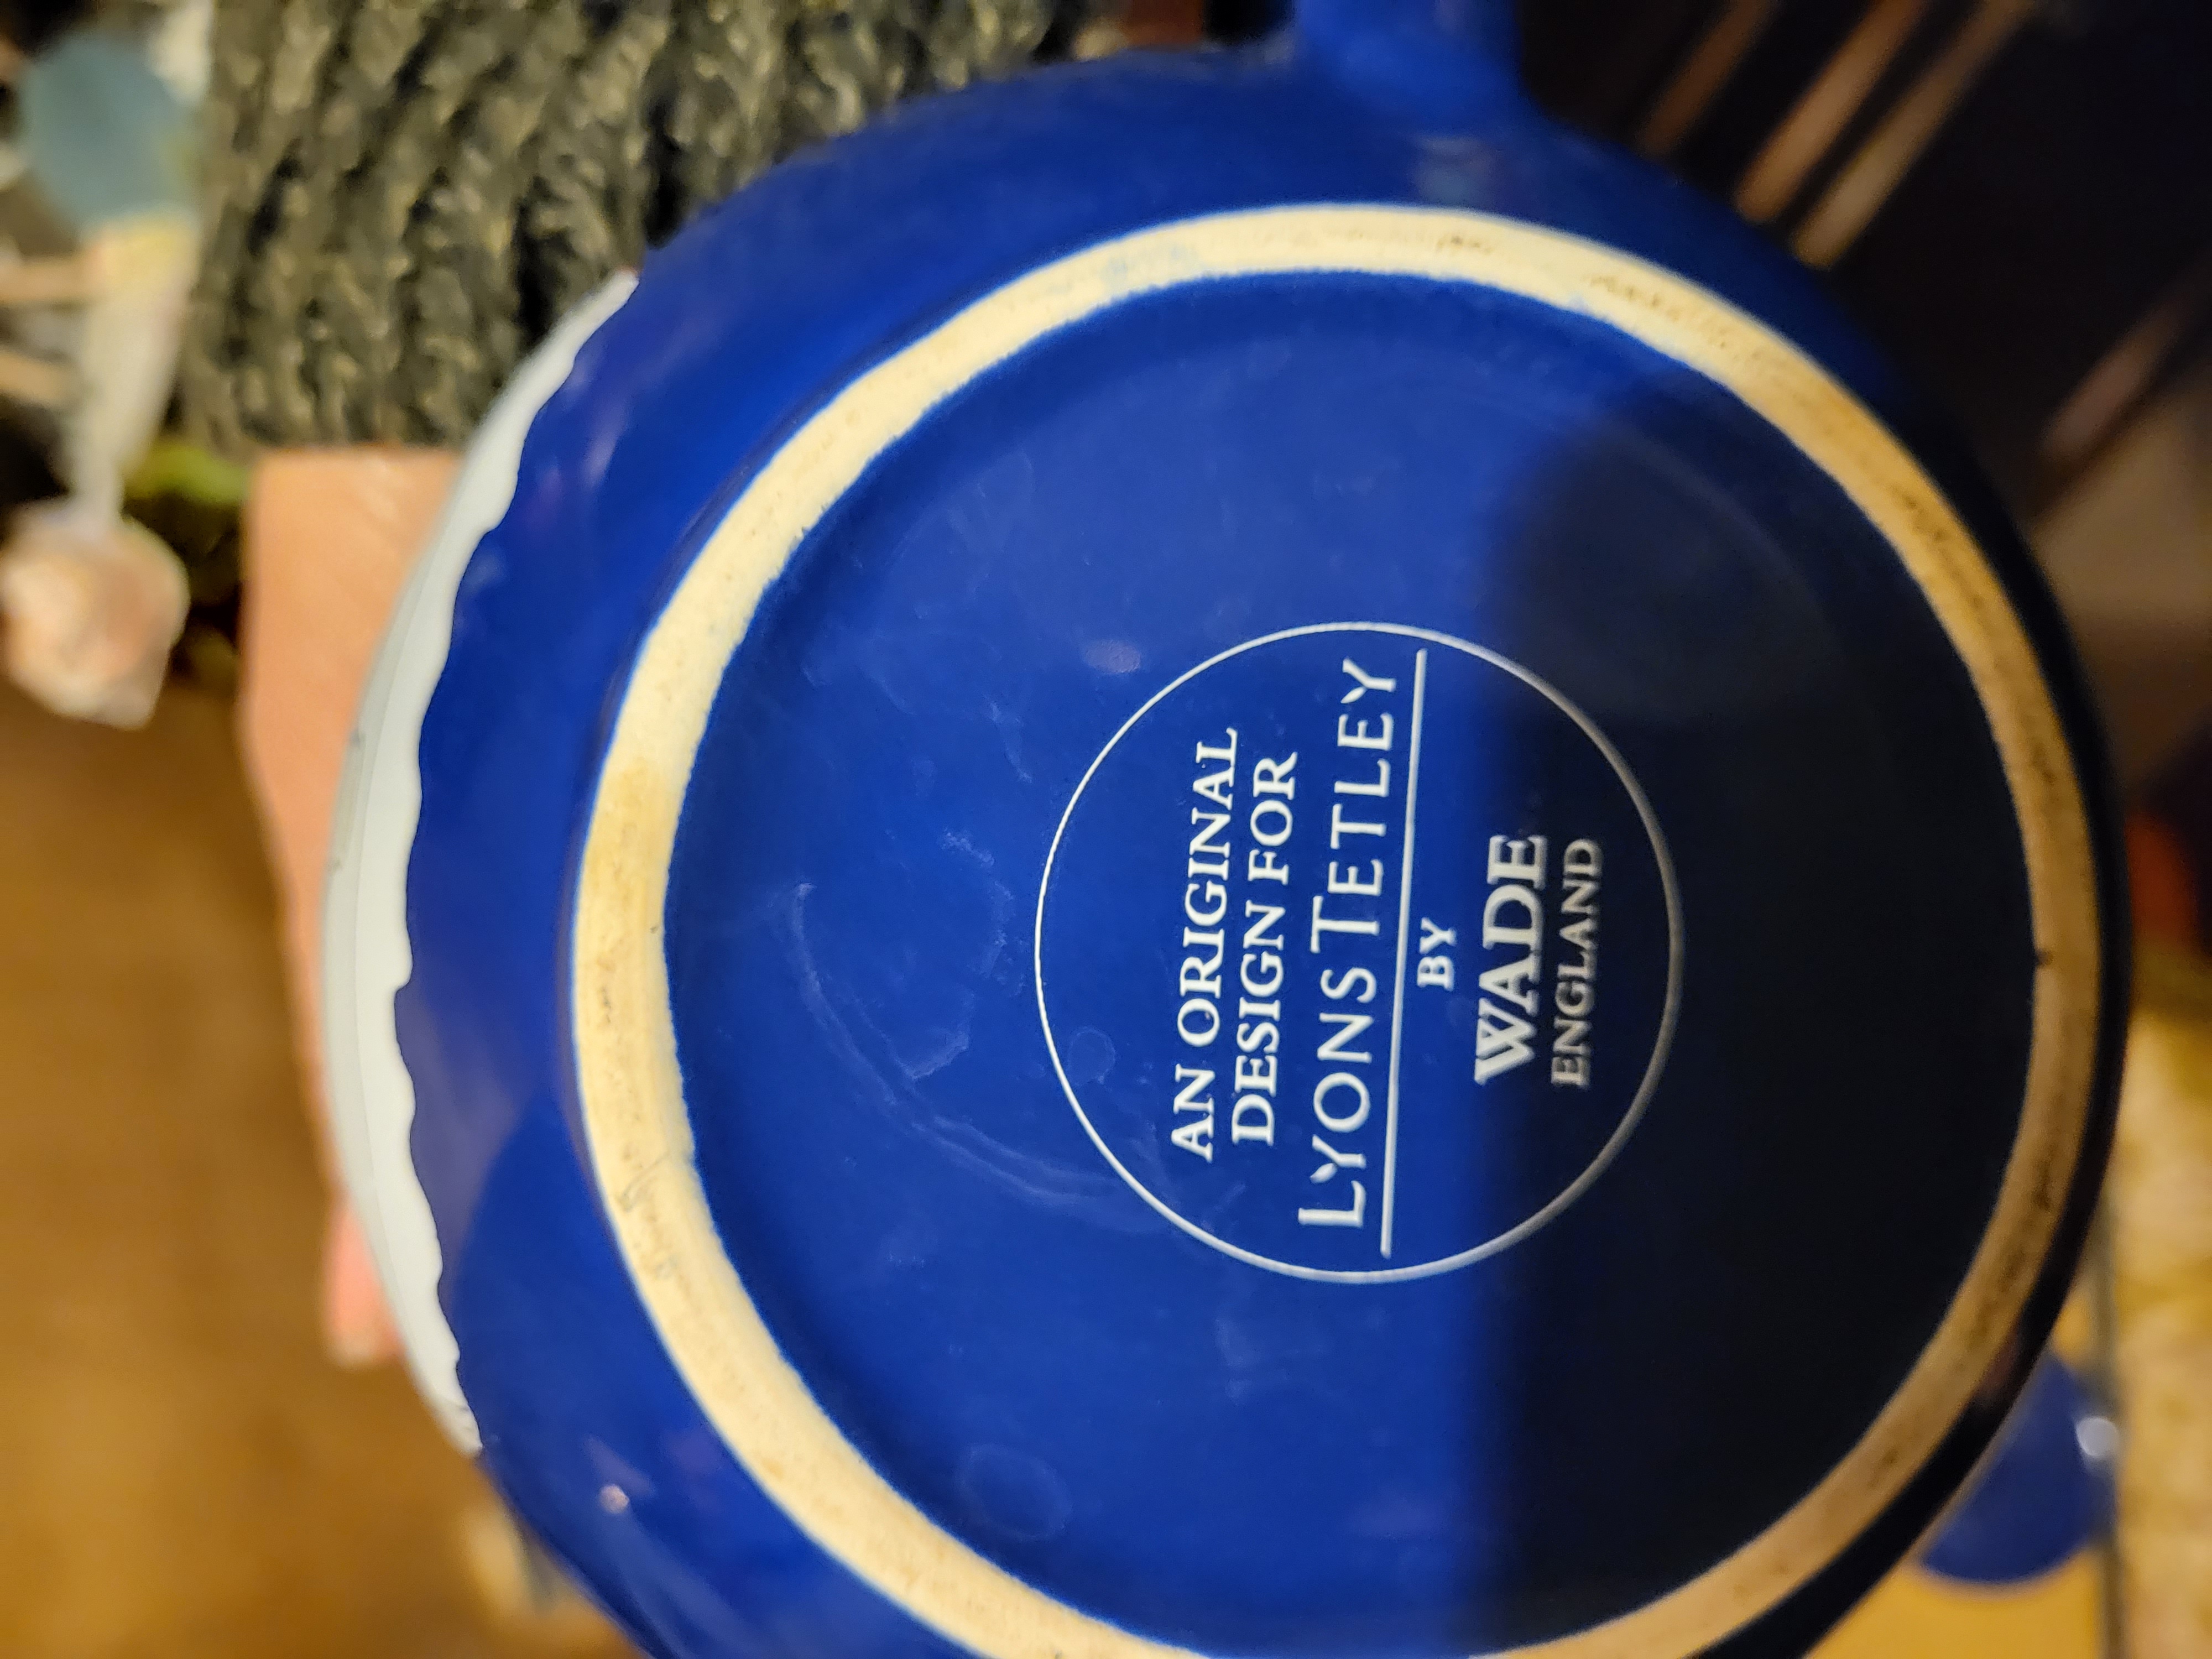 AN ORIGINAL
DESIGN FOR
LYONS TETLEY
BY
WADE
ENGLAND